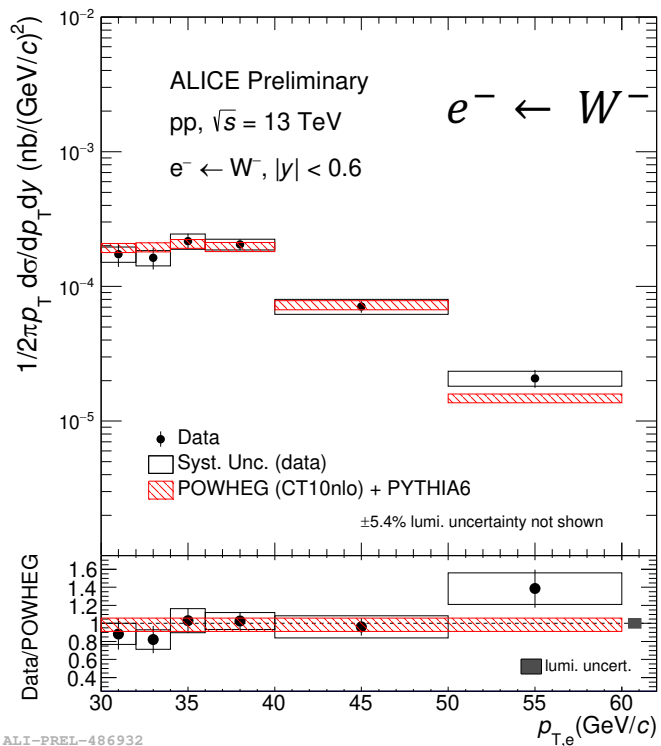 1/2πp_T dσ/dp_Tdy (nb/(GeV/c)²)
10⁻²
10⁻³
10⁻⁴
10⁻⁵
ALICE Preliminary
e⁻ ← W⁻
pp, √s = 13 TeV
e⁻ ← W⁻, |y| < 0.6
Data
Syst. Unc. (data)
POWHEG (CT10nlo) + PYTHIA6
±5.4% lumi. uncertainty not shown
Data/POWHEG
1.6
1.4
1.2
1
0.8
0.6
0.4
lumi. uncert.
30 35 40 45 50 55 60
p_T,e (GeV/c)
ALI-PREL-486932